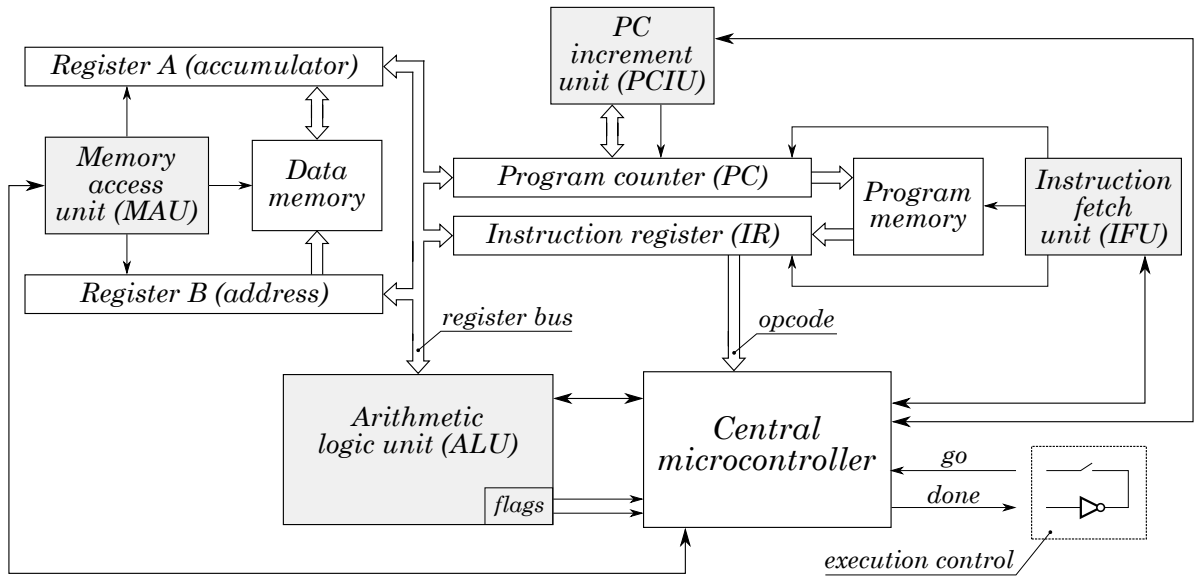 PC
increment
unit (PCIU)
Register A (accumulator)
Memory
access
unit (MAU)
Data
memory
Program counter (PC)
Program
memory
Instruction
fetch
unit (IFU)
Instruction register (IR)
Register B (address)
register bus
opcode
Arithmetic
logic unit (ALU)
flags
Central
microcontroller
go
done
execution control